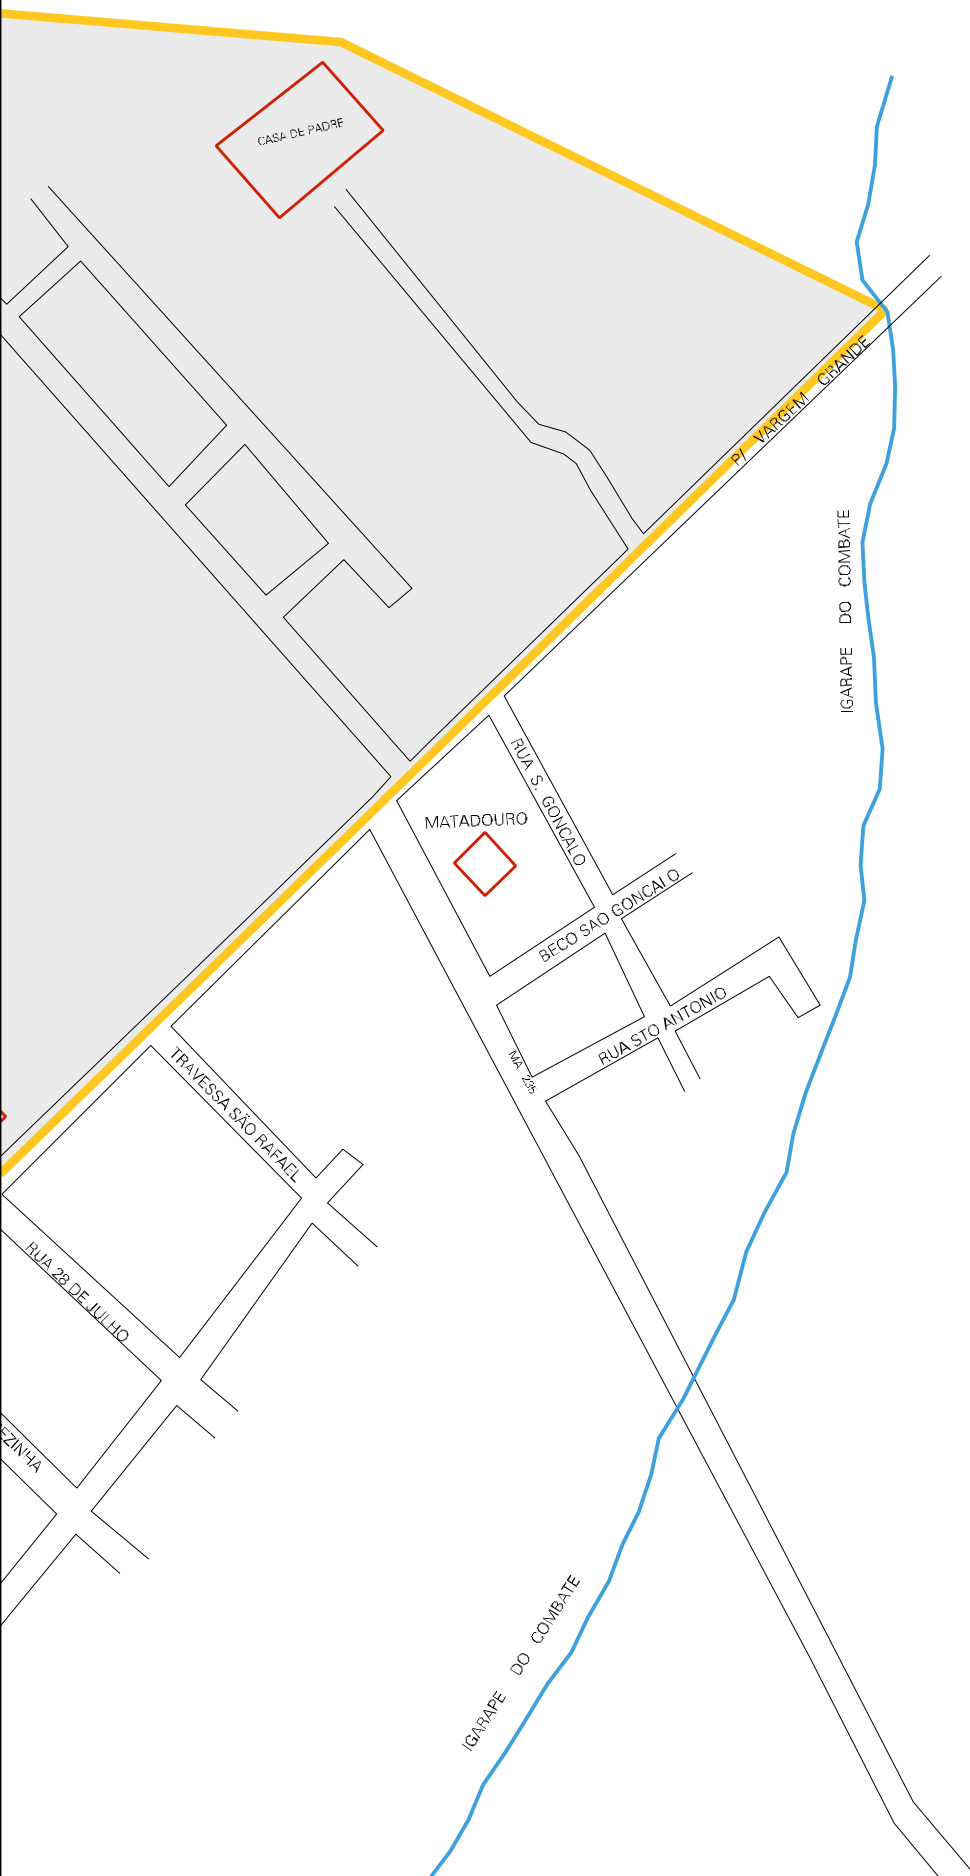 CASA DE PADRE
P/ VARGEM GRANDE
IGARAPE DO COMBATE
RUA S. GONCALO
MATADOURO
BECO SAO GONCALO
RUA STO ANTONIO
MA 235
TRAVESSA SÃO RAFAEL
RUA 28 DE JULHO
EZINHA
IGARAPE DO COMBATE